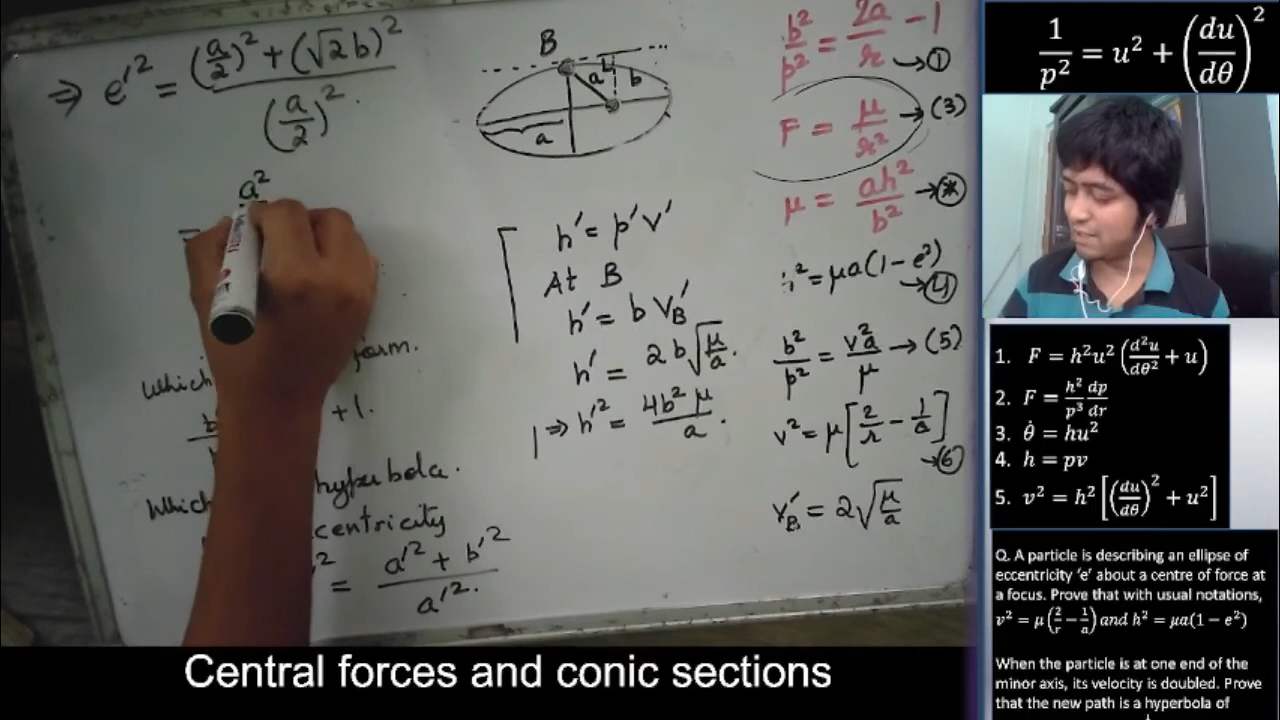 ⇒ e'² = ((a/2)² + (√2b)²)/(a/2)²
a²
form.
+ 1.
hyperbola.
centricity
'² = (a'² + b'²)/a'².
B
a
b
a
h' = p'v'
At B
h' = b v_B'
h' = 2b√(μ/a).
⇒ h'² = 4b²μ/a.
b²/p² = 2a/r - 1 → ①
F = μ/r² → (3)
μ = ah²/b² → ⊛
² = μa(1 - e²) → ④
b²/p² = v²a/μ → (5)
v² = μ[2/r - 1/a] → ⑥
v_B' = 2√(μ/a)
1/p² = u² + (du/dθ)²
1. F = h²u² (d²u/dθ² + u)
2. F = h²/p³ dp/dr
3. θ̇ = hu²
4. h = pv
5. v² = h² [(du/dθ)² + u²]
Q. A particle is describing an ellipse of
eccentricity 'e' about a centre of force at
a focus. Prove that with usual notations,
v² = μ(2/r − 1/a) and h² = μa(1 − e²)
When the particle is at one end of the
minor axis, its velocity is doubled. Prove
that the new path is a hyperbola of
Central forces and conic sections